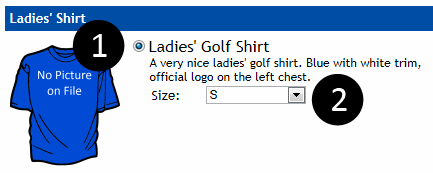 Ladies' Shirt
1
No Picture
on File
Ladies' Golf Shirt
A very nice ladies' golf shirt. Blue with white trim,
official logo on the left chest.
Size: S
2